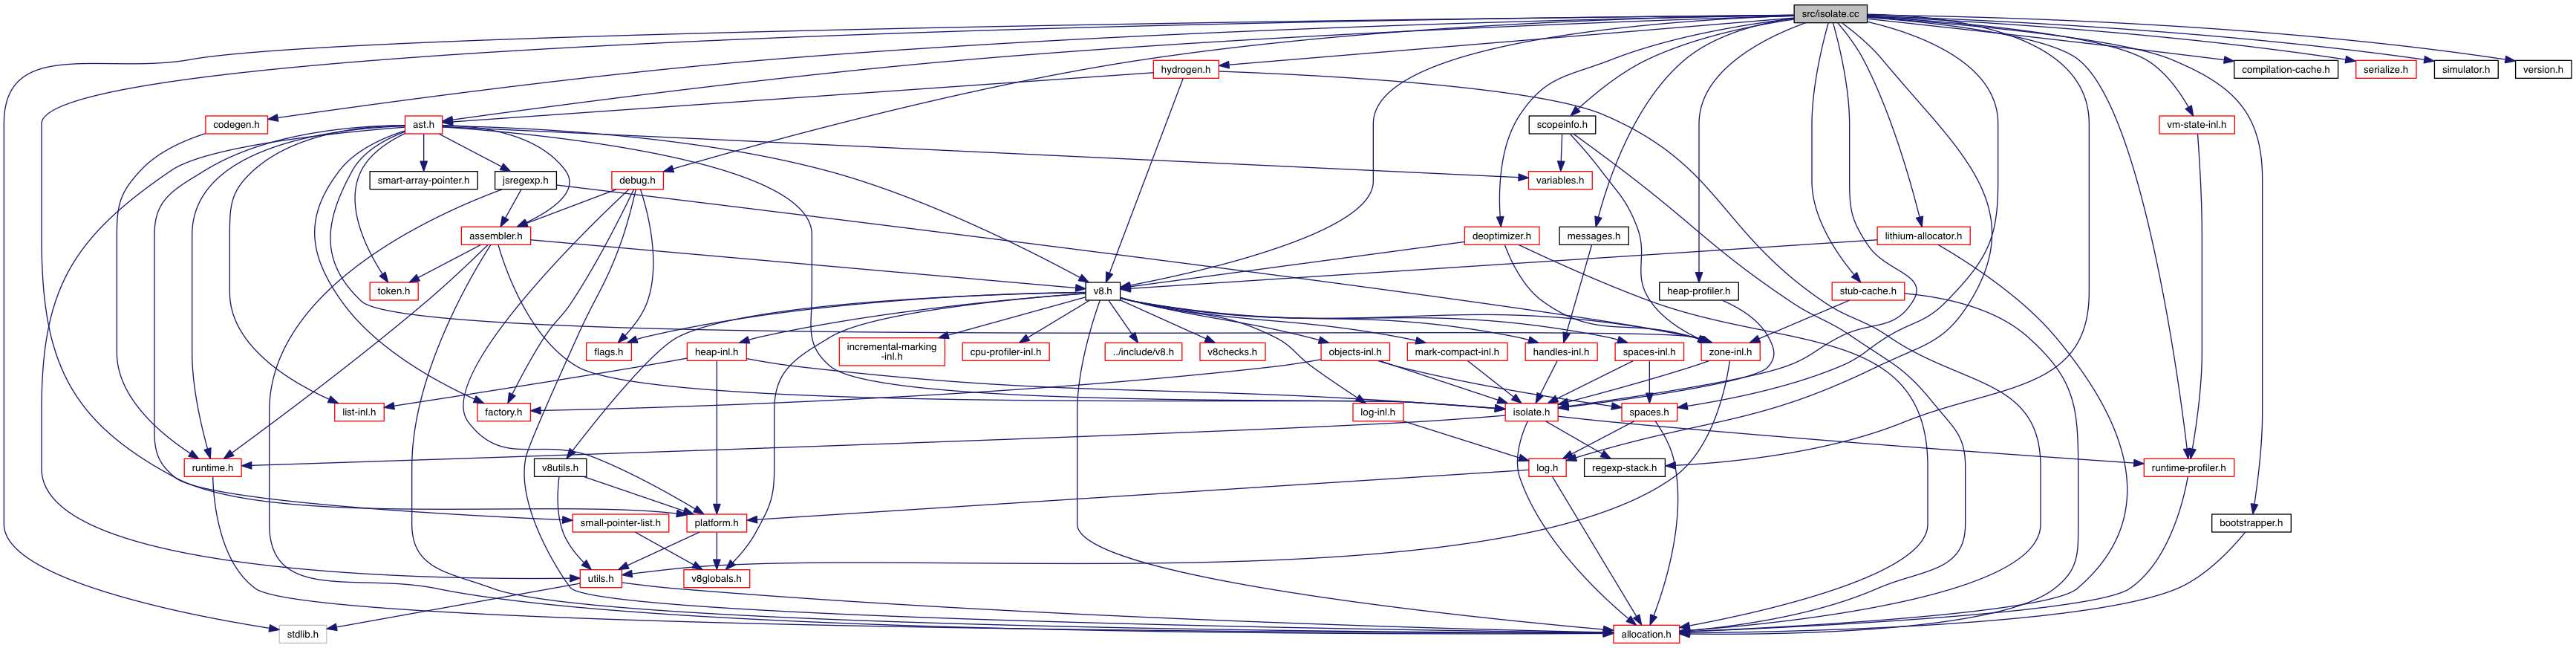 src/isolate.cc
hydrogen.h
compilation-cache.h
serialize.h
simulator.h
version.h
codegen.h
ast.h
scopeinfo.h
vm-state-inl.h
smart-array-pointer.h
jsregexp.h
debug.h
variables.h
assembler.h
deoptimizer.h
messages.h
lithium-allocator.h
token.h
v8.h
heap-profiler.h
stub-cache.h
flags.h
heap-inl.h
incremental-marking
-inl.h
cpu-profiler-inl.h
../include/v8.h
v8checks.h
objects-inl.h
mark-compact-inl.h
handles-inl.h
spaces-inl.h
zone-inl.h
list-inl.h
factory.h
log-inl.h
isolate.h
spaces.h
runtime.h
v8utils.h
log.h
regexp-stack.h
runtime-profiler.h
small-pointer-list.h
platform.h
bootstrapper.h
utils.h
v8globals.h
stdlib.h
allocation.h